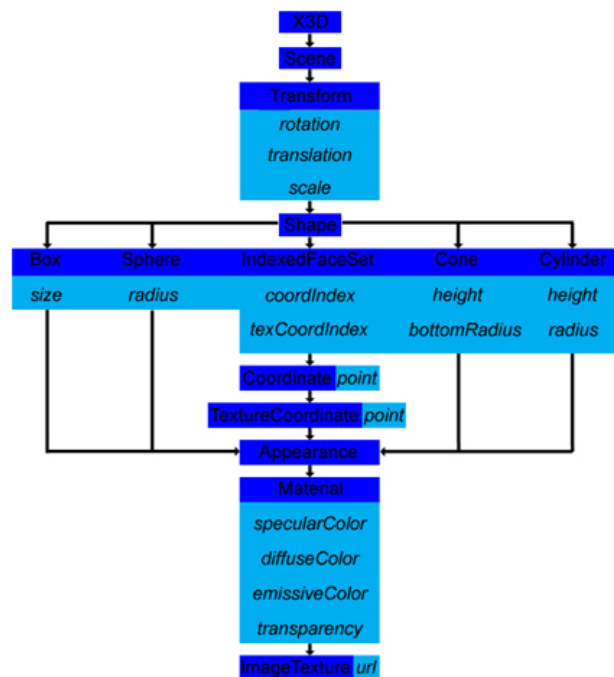 X3D
Scene
Transform
rotation
translation
scale
Shape
Box Sphere IndexedFaceSet Cone Cylinder
size radius coordIndex height height
texCoordIndex bottomRadius radius
Coordinate point
TextureCoordinate point
Appearance
Material
specularColor
diffuseColor
emissiveColor
transparency
ImageTexture url